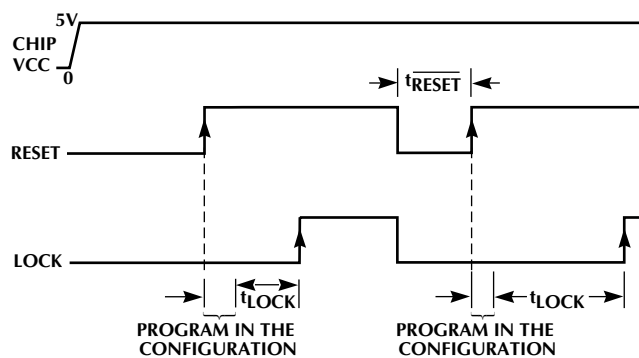 5V
CHIP
VCC
0
tRESET
RESET
LOCK
tLOCK
tLOCK
PROGRAM IN THE
CONFIGURATION
PROGRAM IN THE
CONFIGURATION